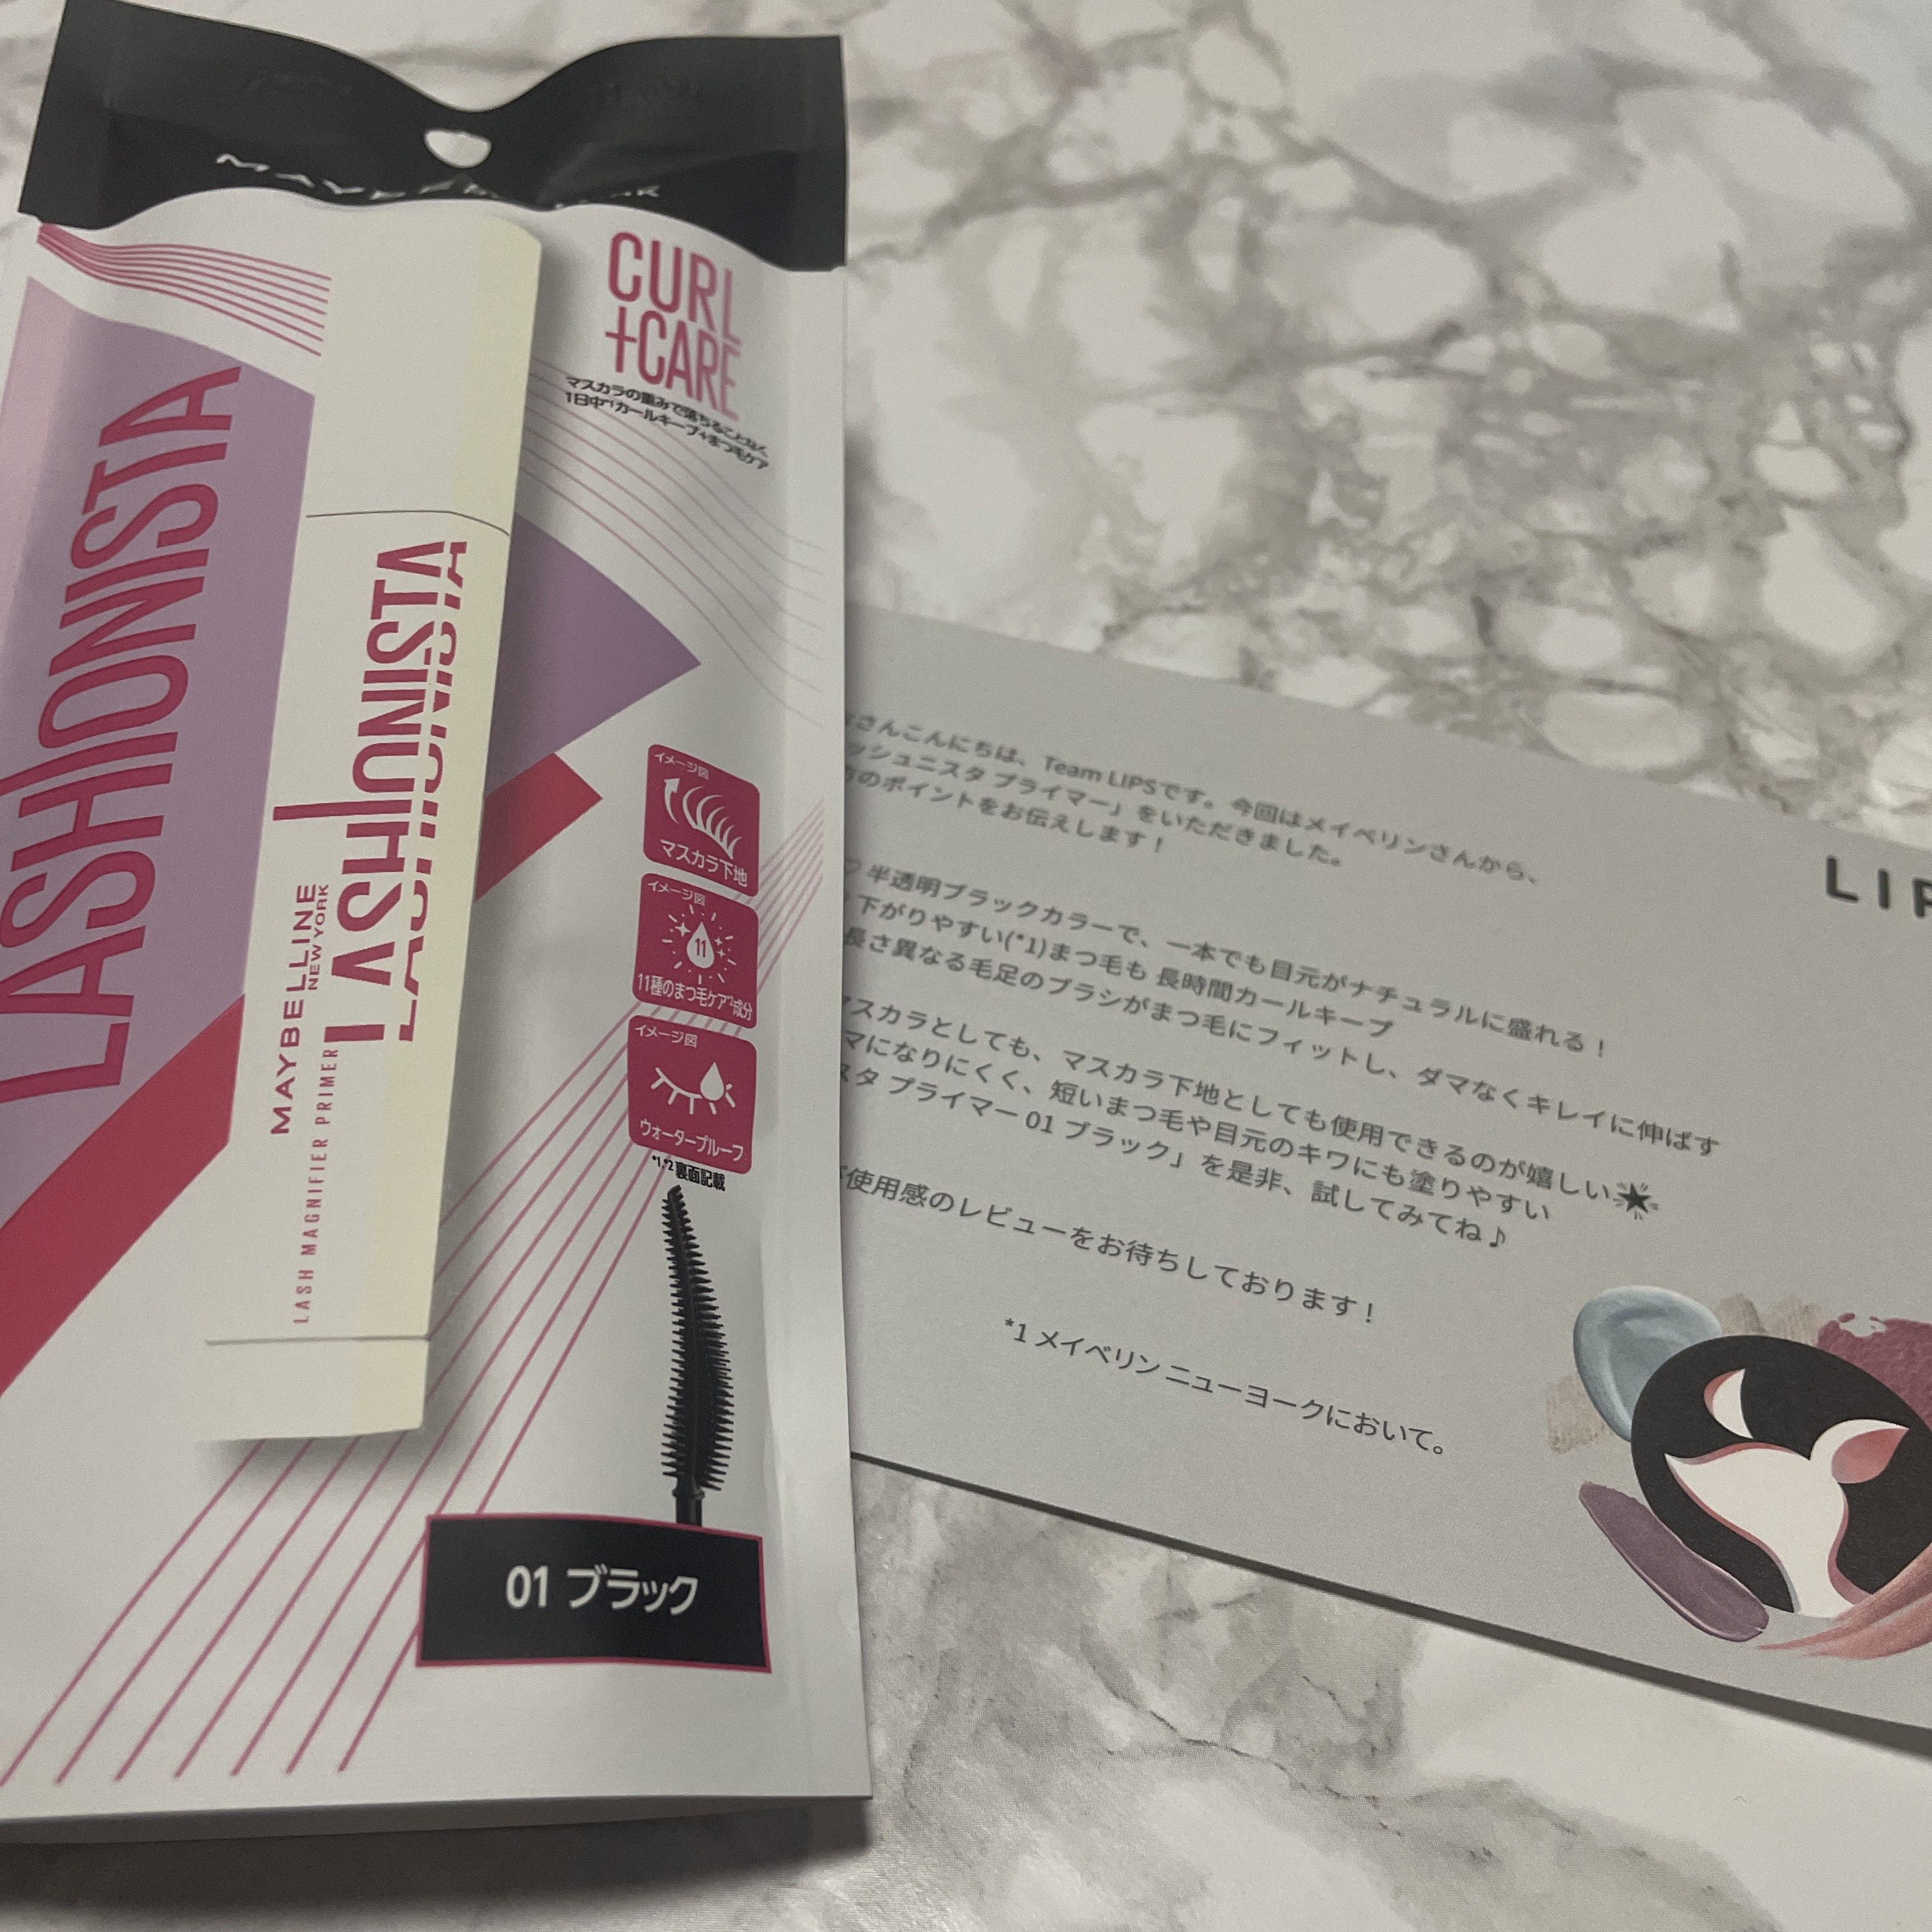 CURL
+CARE
マスカラの重みで落ちることなく
1日中*¹カールキープ+まつ毛ケア
LASHIONISTA
MAYBELLINE
NEW YORK
LASHIONISTA
LASH MAGNIFIER PRIMER
イメージ図
マスカラ下地
イメージ図
11
11種のまつ毛ケア*²成分
イメージ図
ウォータープルーフ
*1,*2 裏面記載
01 ブラック
さんこんにちは、Team LIPSです。今回はメイベリンさんから、
ッシュニスタ プライマー」をいただきました。
のポイントをお伝えします！
♡ 半透明ブラックカラーで、一本でも目元がナチュラルに盛れる！
下がりやすい(*1)まつ毛も 長時間カールキープ
長さ異なる毛足のブラシがまつ毛にフィットし、ダマなくキレイに伸ばす
マスカラとしても、マスカラ下地としても使用できるのが嬉しい
マになりにくく、短いまつ毛や目元のキワにも塗りやすい
スタ プライマー 01 ブラック」を是非、試してみてね♪
使用感のレビューをお待ちしております！
*1 メイベリン ニューヨークにおいて。
LIP